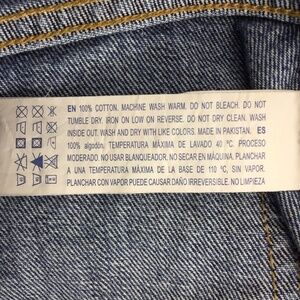 EN 100% COTTON. MACHINE WASH WARM. DO NOT BLEACH. DO NOT
TUMBLE DRY. IRON ON LOW ON REVERSE. DO NOT DRY CLEAN. WASH
INSIDE OUT. WASH AND DRY WITH LIKE COLORS. MADE IN PAKISTAN. ES
100% algodón. TEMPERATURA MÁXIMA DE LAVADO 40 ºC. PROCESO
MODERADO. NO USAR BLANQUEADOR. NO SECAR EN MÁQUINA. PLANCHAR
A UNA TEMPERATURA MÁXIMA DE LA BASE DE 110 ºC, SIN VAPOR.
PLANCHAR CON VAPOR PUEDE CAUSAR DAÑO IRREVERSIBLE. NO LIMPIEZA